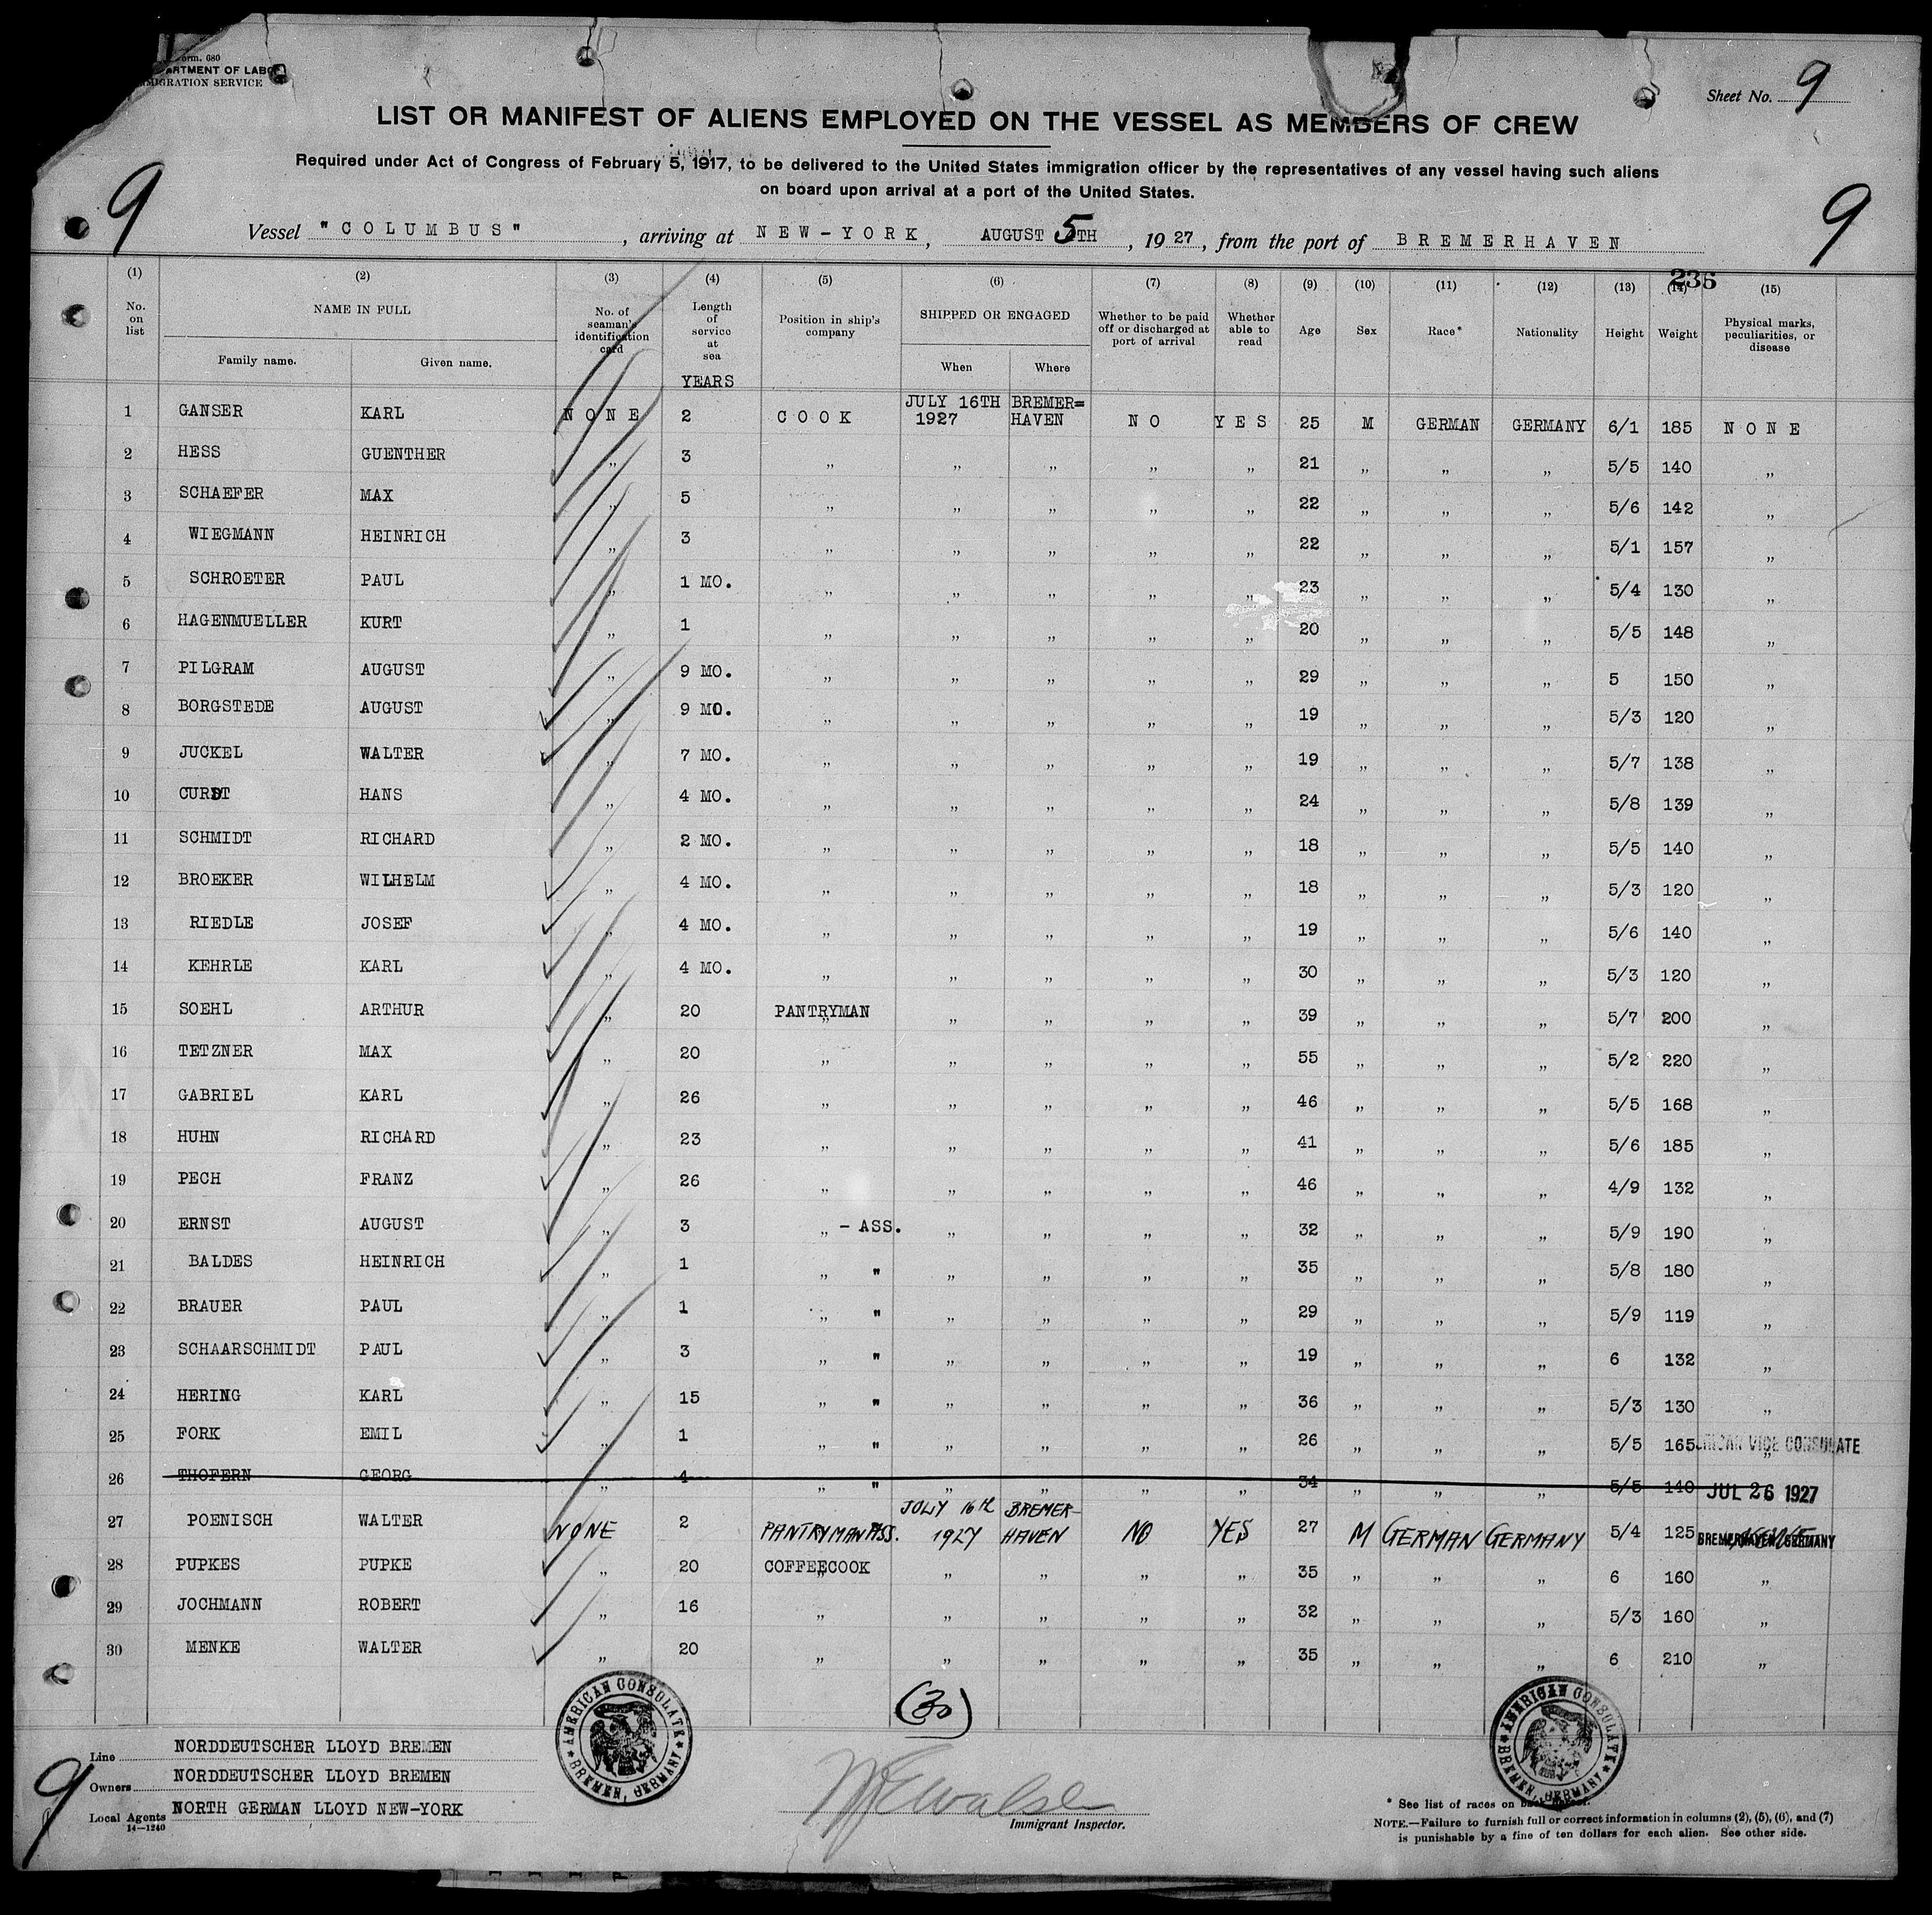 Form. 680
DEPARTMENT OF LABOR
IMMIGRATION SERVICE
Sheet No. 9
LIST OR MANIFEST OF ALIENS EMPLOYED ON THE VESSEL AS MEMBERS OF CREW
Required under Act of Congress of February 5, 1917, to be delivered to the United States immigration officer by the representatives of any vessel having such aliens
on board upon arrival at a port of the United States.
9
9
Vessel "COLUMBUS", arriving at NEW-YORK, AUGUST 5TH, 1927, from the port of BREMERHAVEN
236
(1) (2) (3) (4) (5) (6) (7) (8) (9) (10) (11) (12) (13) (14) (15)
No. on list NAME IN FULL Family name. Given name. No. of seaman's identification card Length of service at sea Position in ship's company SHIPPED OR ENGAGED When Where Whether to be paid off or discharged at port of arrival Whether able to read Age Sex Race* Nationality Height Weight Physical marks, peculiarities, or disease
YEARS
1 GANSER KARL NONE 2 COOK JULY 16TH 1927 BREMER=HAVEN NO YES 25 M GERMAN GERMANY 6/1 185 NONE
2 HESS GUENTHER „ 3 „ „ „ „ „ 21 „ „ „ 5/5 140 „
3 SCHAEFER MAX „ 5 „ „ „ „ „ 22 „ „ „ 5/6 142 „
4 WIEGMANN HEINRICH „ 3 „ „ „ „ „ 22 „ „ „ 5/1 157 „
5 SCHROETER PAUL „ 1 MO. „ „ „ „ „ 23 „ „ „ 5/4 130 „
6 HAGENMUELLER KURT „ 1 „ „ „ „ „ 20 „ „ „ 5/5 148 „
7 PILGRAM AUGUST „ 9 MO. „ „ „ „ „ 29 „ „ „ 5 150 „
8 BORGSTEDE AUGUST „ 9 MO. „ „ „ „ „ 19 „ „ „ 5/3 120 „
9 JUCKEL WALTER „ 7 MO. „ „ „ „ „ 19 „ „ „ 5/7 138 „
10 CURDT HANS „ 4 MO. „ „ „ „ „ 24 „ „ „ 5/8 139 „
11 SCHMIDT RICHARD „ 2 MO. „ „ „ „ „ 18 „ „ „ 5/5 140 „
12 BROEKER WILHELM „ 4 MO. „ „ „ „ „ 18 „ „ „ 5/3 120 „
13 RIEDLE JOSEF „ 4 MO. „ „ „ „ „ 19 „ „ „ 5/6 140 „
14 KEHRLE KARL „ 4 MO. „ „ „ „ „ 30 „ „ „ 5/3 120 „
15 SOEHL ARTHUR „ 20 PANTRYMAN „ „ „ „ 39 „ „ „ 5/7 200 „
16 TETZNER MAX „ 20 „ „ „ „ „ 55 „ „ „ 5/2 220 „
17 GABRIEL KARL „ 26 „ „ „ „ „ 46 „ „ „ 5/5 168 „
18 HUHN RICHARD „ 23 „ „ „ „ „ 41 „ „ „ 5/6 185 „
19 PECH FRANZ „ 26 „ „ „ „ „ 46 „ „ „ 4/9 132 „
20 ERNST AUGUST „ 3 „ - ASS. „ „ „ „ 32 „ „ „ 5/9 190 „
21 BALDES HEINRICH „ 1 „ " „ „ „ „ 35 „ „ „ 5/8 180 „
22 BRAUER PAUL „ 1 „ " „ „ „ „ 29 „ „ „ 5/9 119 „
23 SCHAARSCHMIDT PAUL „ 3 „ " „ „ „ „ 19 „ „ „ 6 132 „
24 HERING KARL „ 15 „ " „ „ „ „ 36 „ „ „ 5/3 130 „
25 FORK EMIL „ 1 „ " „ „ „ „ 26 „ „ „ 5/5 165 „
VICE CONSULATE
26 THOFERN GEORG „ 4 „ " „ „ „ „ 34 „ „ „ 5/5 140
JUL 26 1927
27 POENISCH WALTER NONE 2 PANTRYMAN ASS. JULY 16th 1927 BREMER-HAVEN NO YES 27 M GERMAN GERMANY 5/4 125
BREMERHAVEN, GERMANY
28 PUPKES PUPKE „ 20 COFFEECOOK „ „ „ „ 35 „ „ „ 6 160 „
29 JOCHMANN ROBERT „ 16 „ „ „ „ „ 32 „ „ „ 5/3 160 „
30 MENKE WALTER „ 20 „ „ „ „ „ 35 „ „ „ 6 210 „
(30)
AMERICAN CONSULATE BREMEN, GERMANY
AMERICAN CONSULATE BREMEN, GERMANY
9
Line NORDDEUTSCHER LLOYD BREMEN
Owners NORDDEUTSCHER LLOYD BREMEN
Local Agents NORTH GERMAN LLOYD NEW-YORK
14—1240
Immigrant Inspector.
* See list of races on back hereof.
NOTE.—Failure to furnish full or correct information in columns (2), (5), (6), and (7)
is punishable by a fine of ten dollars for each alien. See other side.